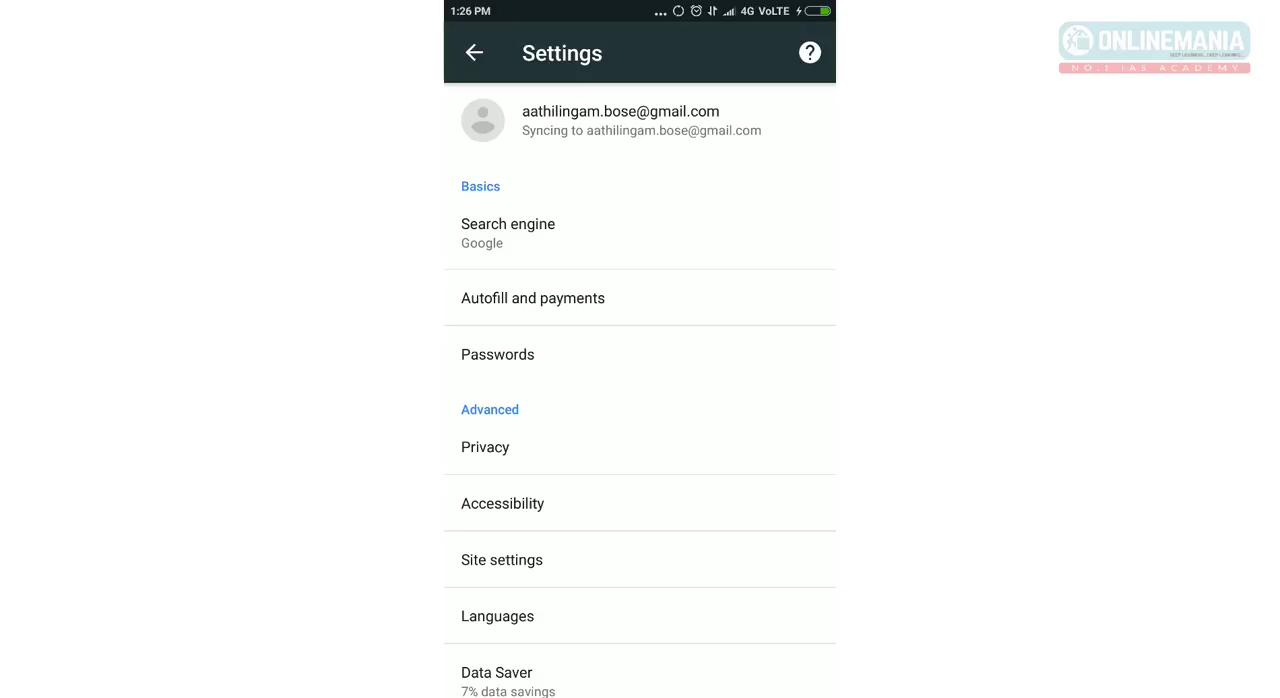 1:26 PM
4G VoLTE
Settings
?
ONLINEMANIA
NO.1 IAS ACADEMY
aathilingam.bose@gmail.com
Syncing to aathilingam.bose@gmail.com
Basics
Search engine
Google
Autofill and payments
Passwords
Advanced
Privacy
Accessibility
Site settings
Languages
Data Saver
7% data savings